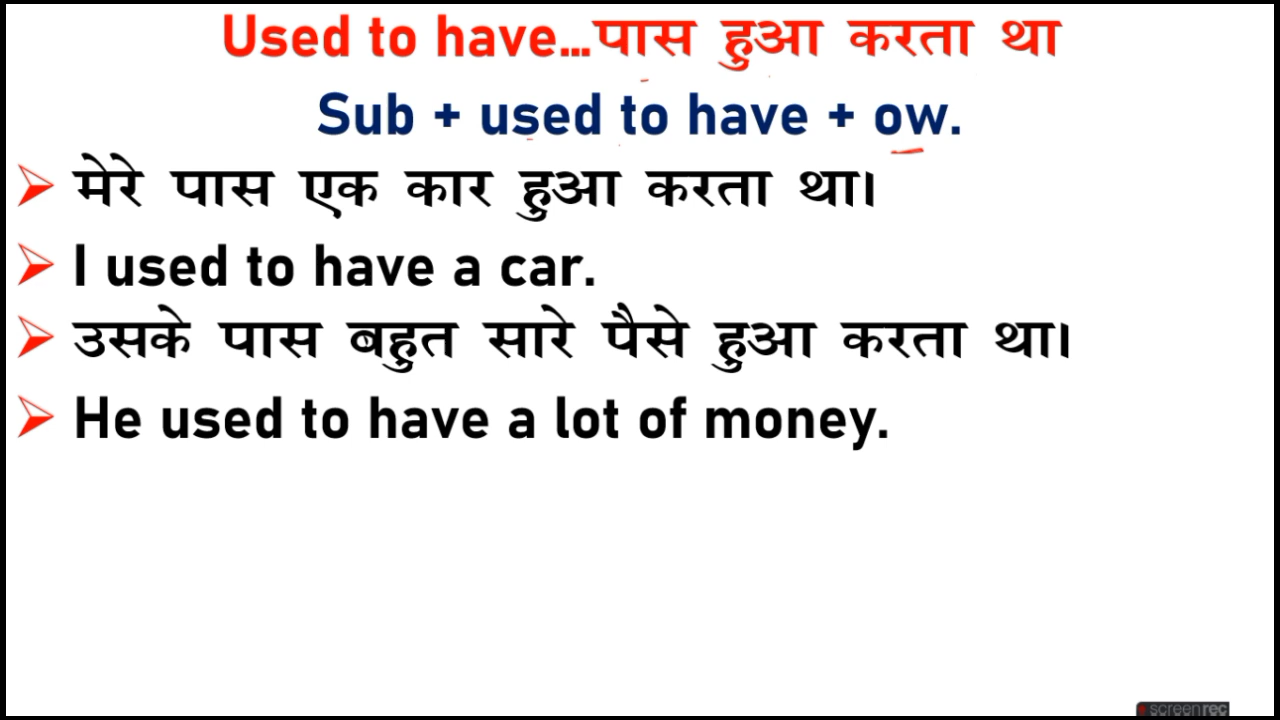 Used to have...पास हुआ करता था
Sub + used to have + ow.
मेरे पास एक कार हुआ करता था।
I used to have a car.
उसके पास बहुत सारे पैसे हुआ करता था।
He used to have a lot of money.
screenrec